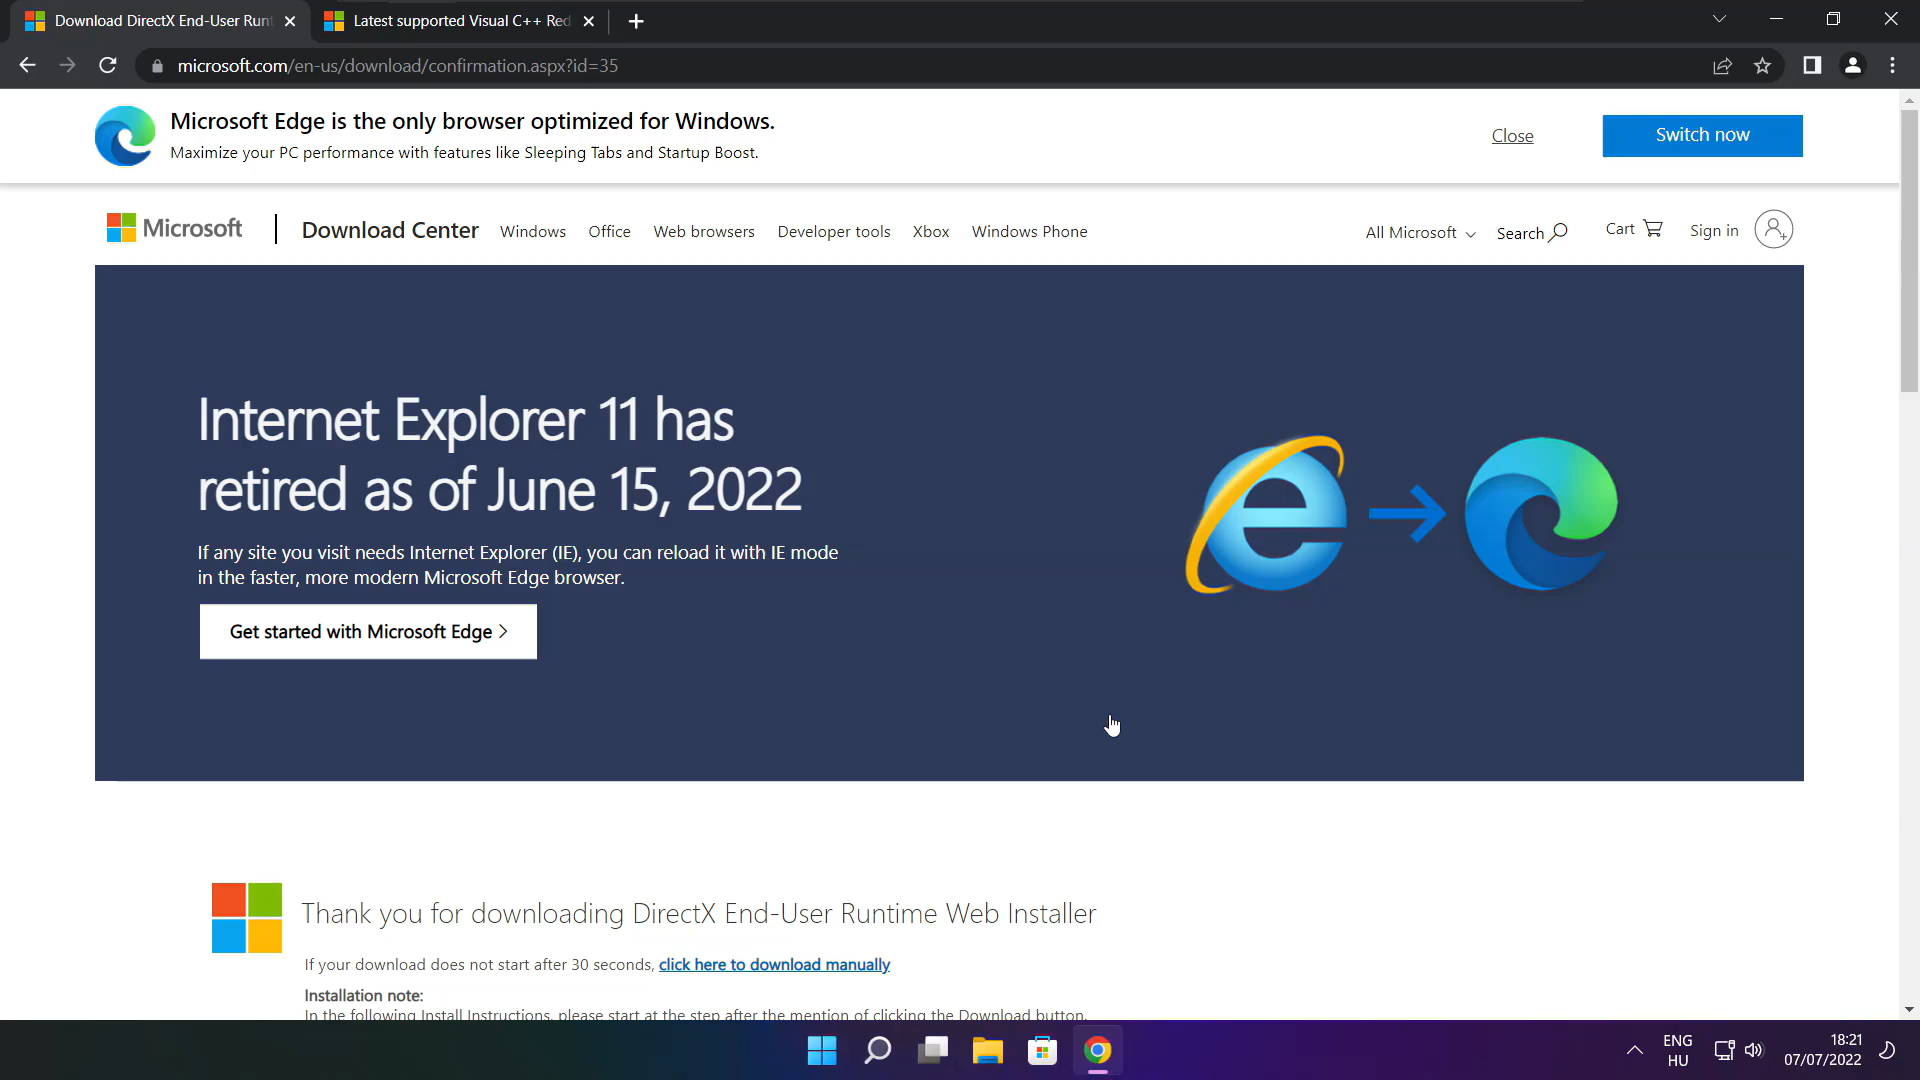 Download DirectX End-User Runt
Latest supported Visual C++ Red
microsoft.com/en-us/download/confirmation.aspx?id=35
Microsoft Edge is the only browser optimized for Windows.
Maximize your PC performance with features like Sleeping Tabs and Startup Boost.
Close
Switch now
Microsoft
Download Center
Windows
Office
Web browsers
Developer tools
Xbox
Windows Phone
All Microsoft
Search
Cart
Sign in
Internet Explorer 11 has
retired as of June 15, 2022
If any site you visit needs Internet Explorer (IE), you can reload it with IE mode
in the faster, more modern Microsoft Edge browser.
Get started with Microsoft Edge >
Thank you for downloading DirectX End-User Runtime Web Installer
If your download does not start after 30 seconds, click here to download manually
Installation note:
In the following Install Instructions, please start at the step after the mention of clicking the Download button.
ENG
HU
18:21
07/07/2022